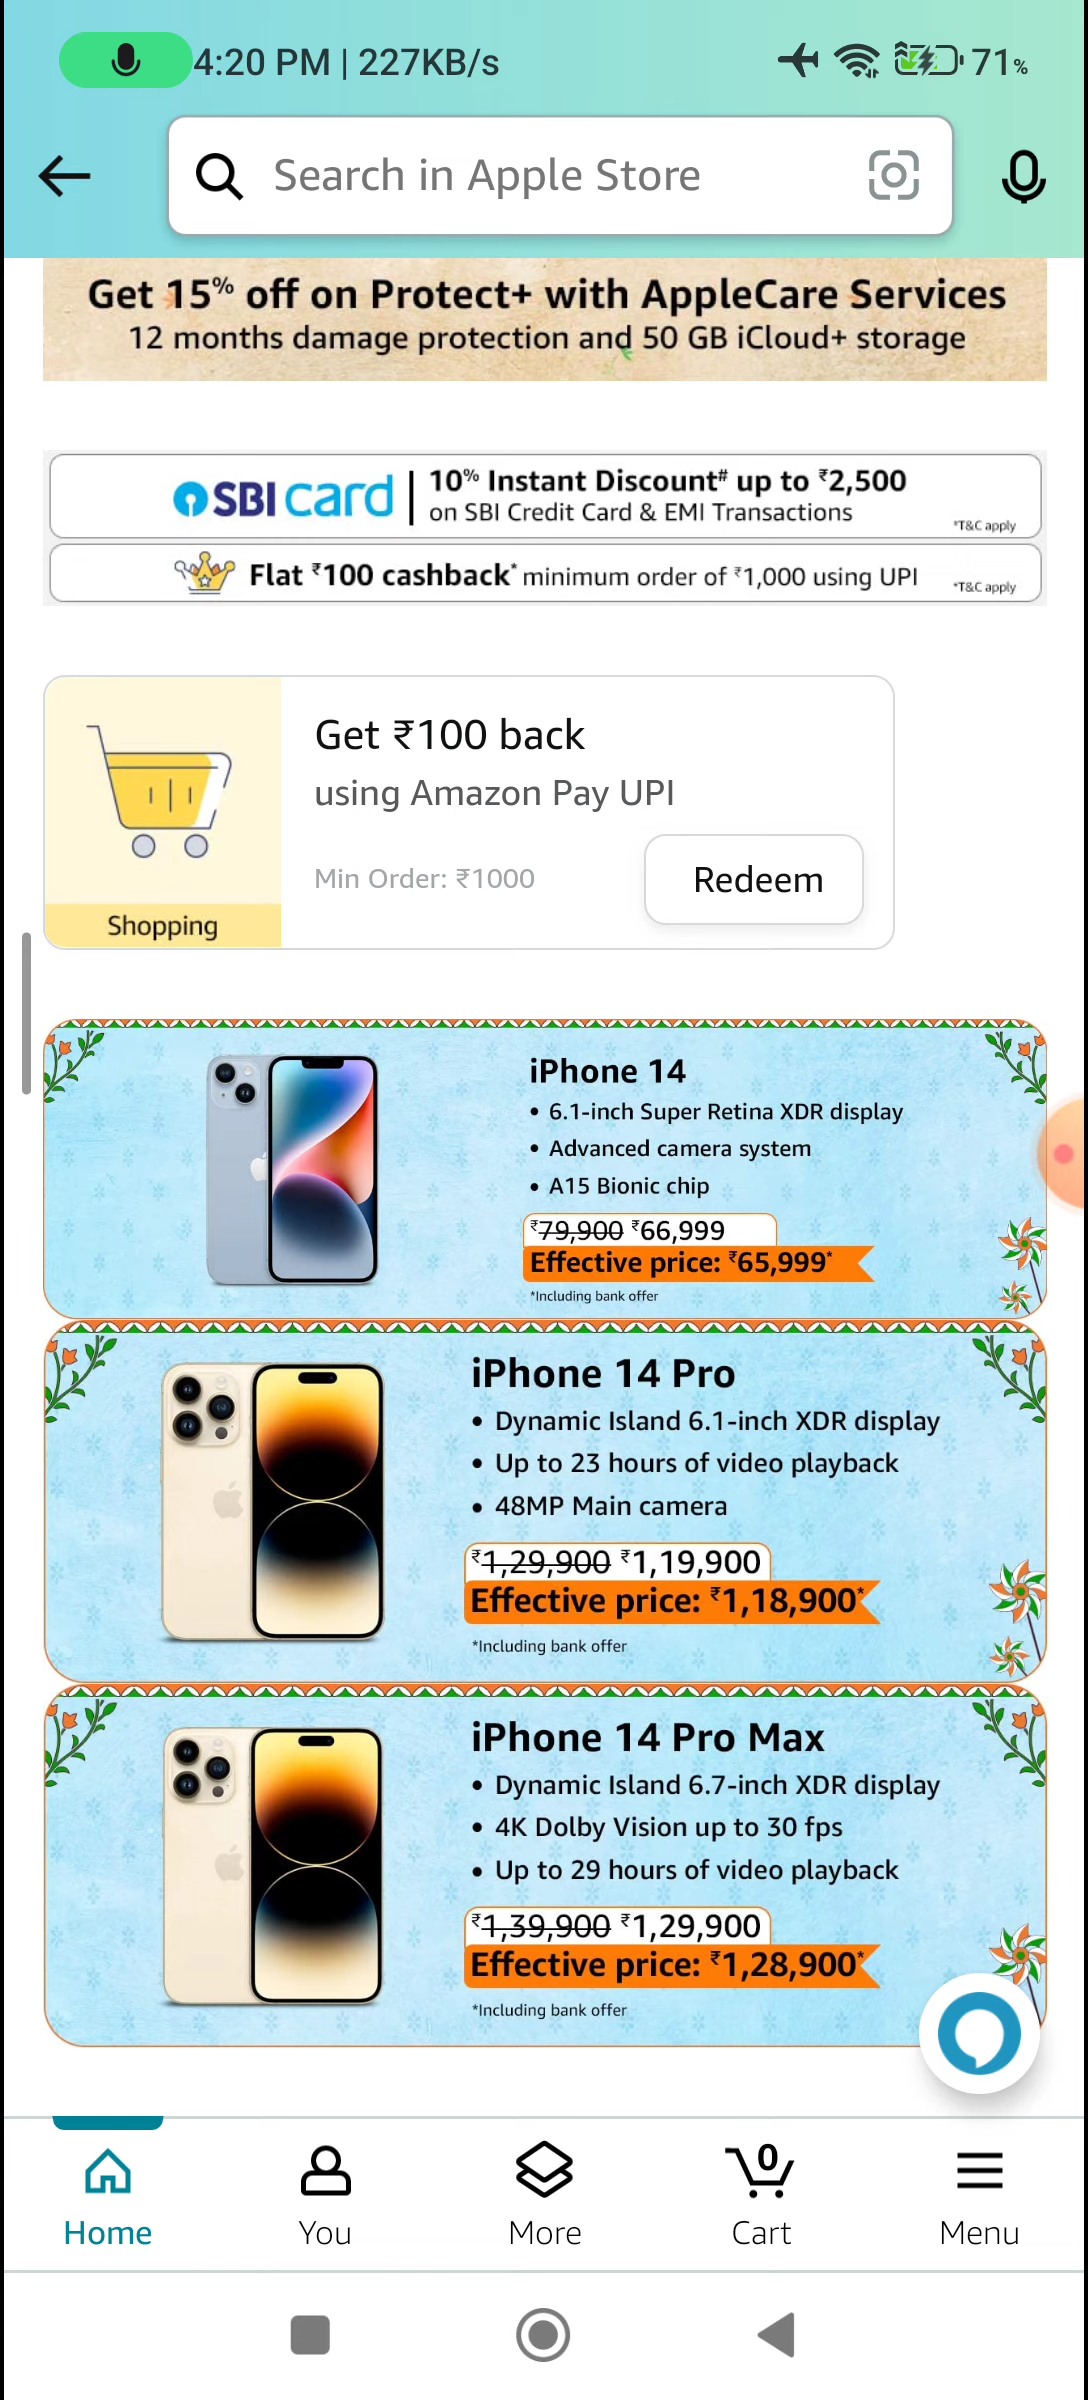 4:20 PM | 227KB/s 71%
Search in Apple Store
Get 15% off on Protect+ with AppleCare Services
12 months damage protection and 50 GB iCloud+ storage
SBI card
10% Instant Discount# up to ₹2,500
on SBI Credit Card & EMI Transactions
*T&C apply
Flat ₹100 cashback* minimum order of ₹1,000 using UPI
*T&C apply
Get ₹100 back
using Amazon Pay UPI
Min Order: ₹1000
Redeem
Shopping
iPhone 14
• 6.1-inch Super Retina XDR display
• Advanced camera system
• A15 Bionic chip
₹79,900 ₹66,999
Effective price: ₹65,999*
*Including bank offer
iPhone 14 Pro
• Dynamic Island 6.1-inch XDR display
• Up to 23 hours of video playback
• 48MP Main camera
₹1,29,900 ₹1,19,900
Effective price: ₹1,18,900*
*Including bank offer
iPhone 14 Pro Max
• Dynamic Island 6.7-inch XDR display
• 4K Dolby Vision up to 30 fps
• Up to 29 hours of video playback
₹1,39,900 ₹1,29,900
Effective price: ₹1,28,900*
*Including bank offer
0
Home You More Cart Menu